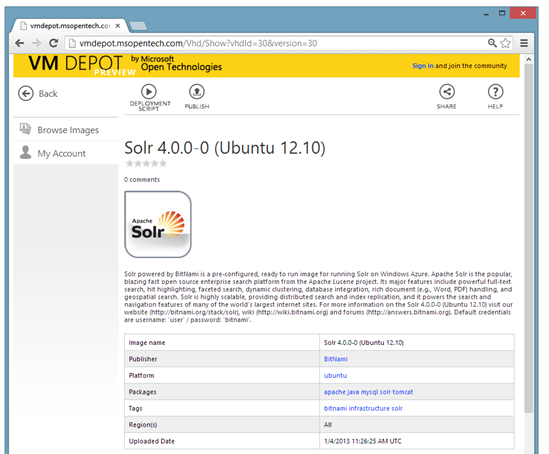 vmdepot.msopentech.com
vmdepot.msopentech.com/Vhd/Show?vhdId=30&version=30
VM DEPOT by Microsoft
Open Technologies
PREVIEW
Sign in and join the community
Back
DEPLOYMENT
SCRIPT
PUBLISH
SHARE
HELP
Browse Images
My Account
Solr 4.0.0-0 (Ubuntu 12.10)
0 comments
Apache
Solr
Solr powered by BitNami is a pre-configured, ready to run image for running Solr on Windows Azure. Apache Solr is the popular,
blazing fast open source enterprise search platform from the Apache Lucene project. Its major features include powerful full-text
search, hit highlighting, faceted search, dynamic clustering, database integration, rich document (e.g., Word, PDF) handling, and
geospatial search. Solr is highly scalable, providing distributed search and index replication, and it powers the search and
navigation features of many of the world's largest internet sites. For more information on the Solr 4.0.0-0 (Ubuntu 12.10) visit our
website (http://bitnami.org/stack/solr), wiki (http://wiki.bitnami.org) and forums (http://answers.bitnami.org). Default credentials
are username: 'user' / password: 'bitnami'.
Image name Solr 4.0.0-0 (Ubuntu 12.10)
Publisher BitNami
Platform ubuntu
Packages apache java mysql solr tomcat
Tags bitnami infrastructure solr
Region(s) All
Uploaded Date 1/4/2013 11:26:25 AM UTC